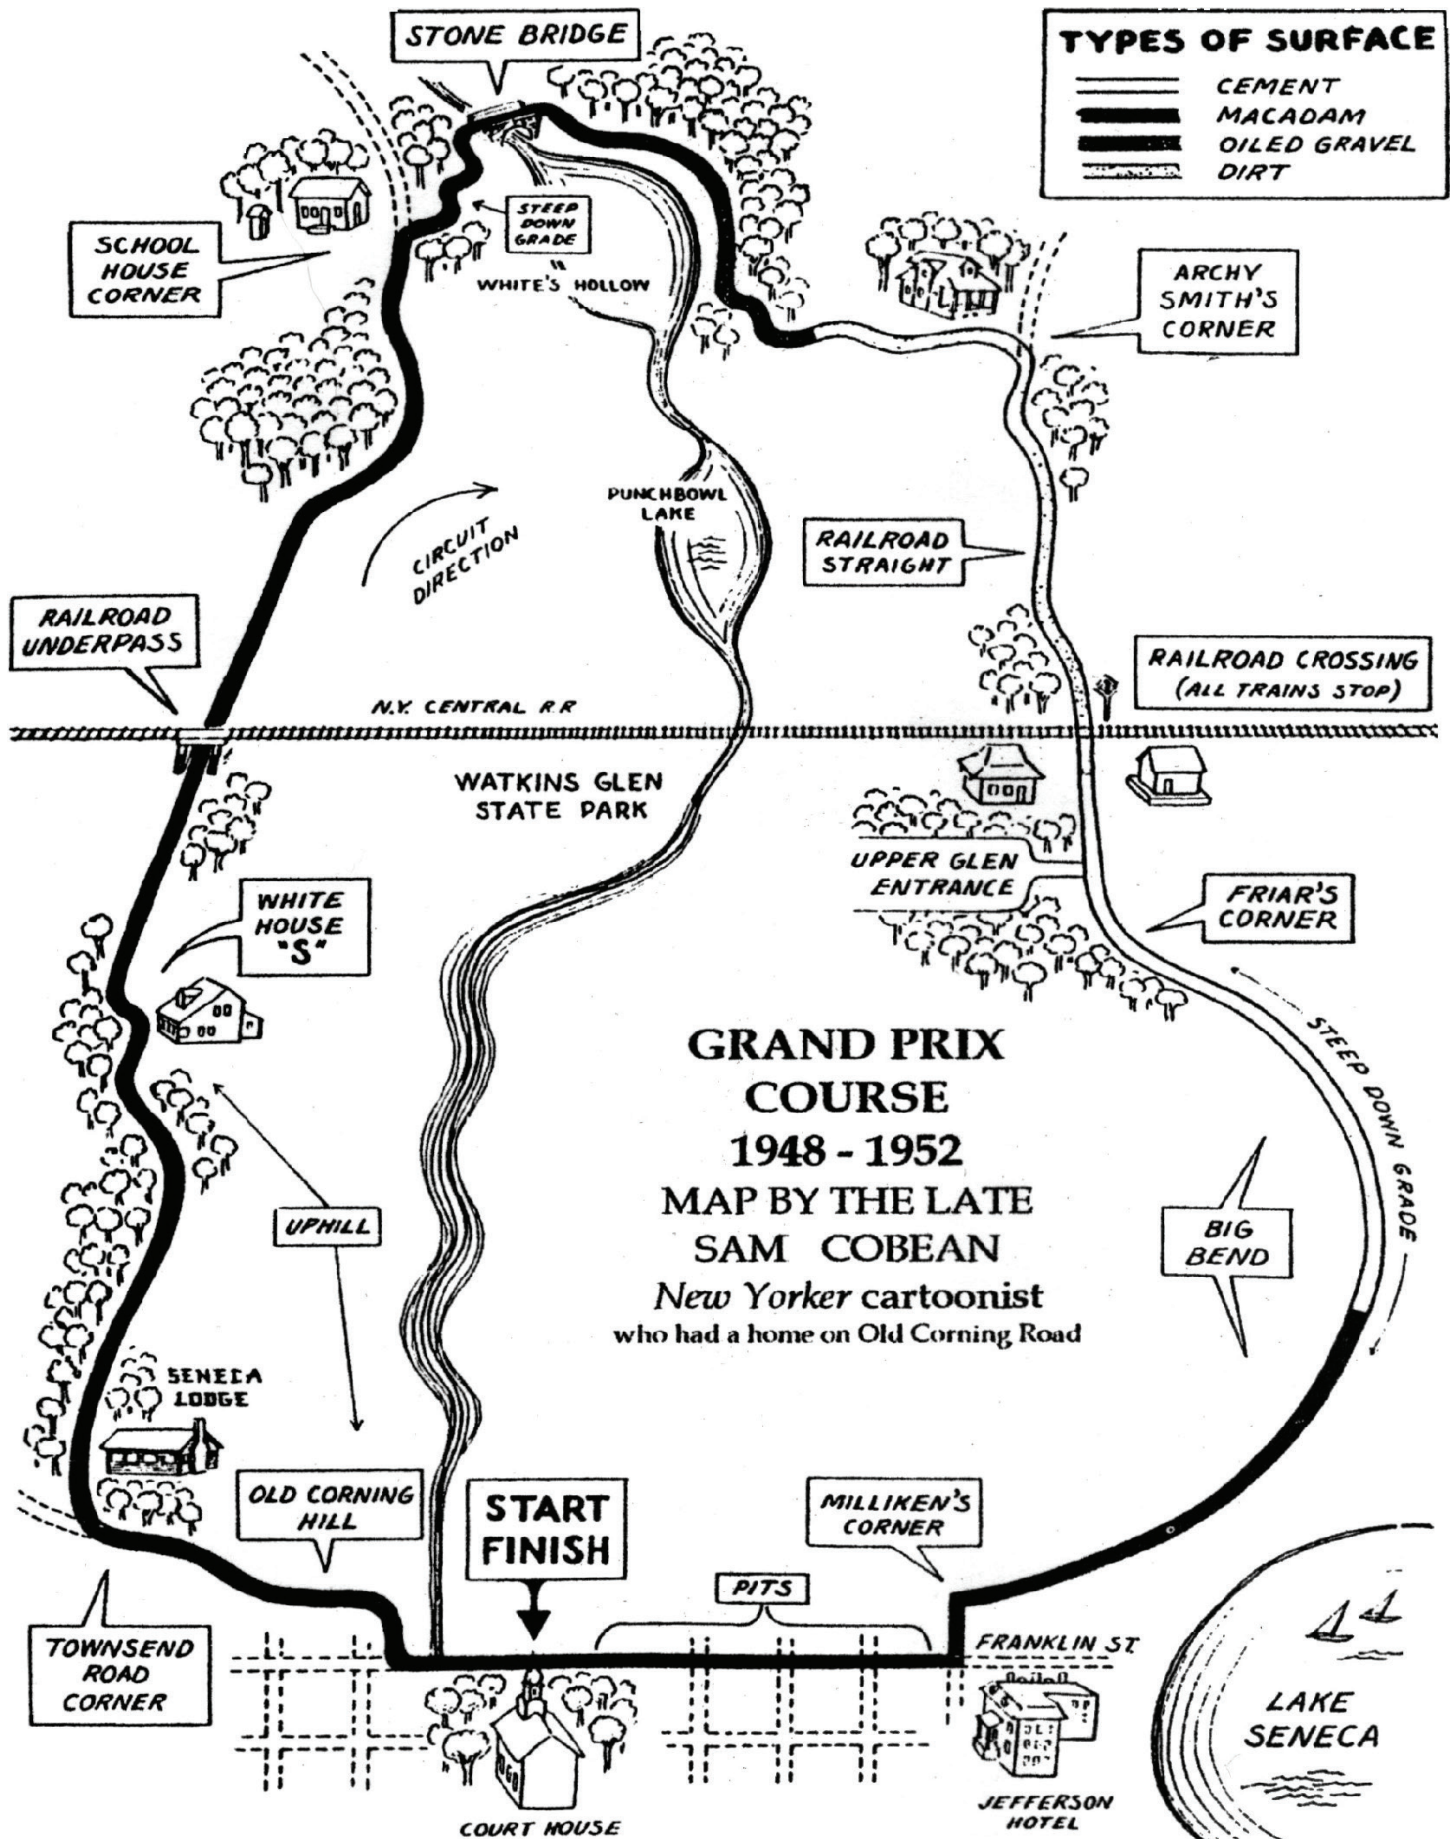 STONE BRIDGE
TYPES OF SURFACE
CEMENT
MACADAM
OILED GRAVEL
DIRT
SCHOOL
HOUSE
CORNER
STEEP
DOWN
GRADE
WHITE'S HOLLOW
ARCHY
SMITH'S
CORNER
PUNCHBOWL
LAKE
CIRCUIT
DIRECTION
RAILROAD
STRAIGHT
RAILROAD
UNDERPASS
RAILROAD CROSSING
(ALL TRAINS STOP)
N.Y. CENTRAL R.R
WATKINS GLEN
STATE PARK
UPPER GLEN
ENTRANCE
FRIAR'S
CORNER
WHITE
HOUSE
"S"
STEEP DOWN GRADE
GRAND PRIX
COURSE
1948 - 1952
MAP BY THE LATE
SAM COBEAN
New Yorker cartoonist
who had a home on Old Corning Road
UPHILL
BIG
BEND
SENECA
LODGE
OLD CORNING
HILL
START
FINISH
MILLIKEN'S
CORNER
PITS
TOWNSEND
ROAD
CORNER
FRANKLIN ST.
LAKE
SENECA
JEFFERSON
HOTEL
COURT HOUSE